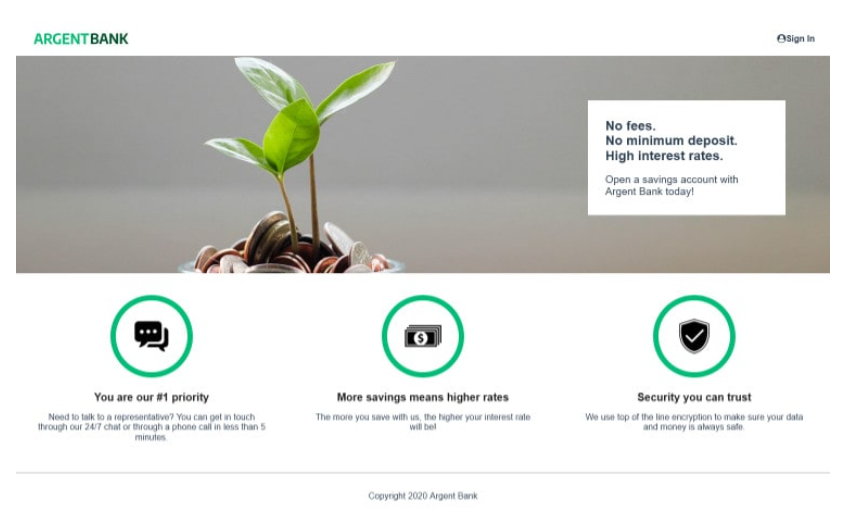 ARGENTBANK
Sign In
No fees.
No minimum deposit.
High interest rates.
Open a savings account with
Argent Bank today!
You are our #1 priority
Need to talk to a representative? You can get in touch
through our 24/7 chat or through a phone call in less than 5
minutes.
More savings means higher rates
The more you save with us, the higher your interest rate
will be!
Security you can trust
We use top of the line encryption to make sure your data
and money is always safe.
Copyright 2020 Argent Bank